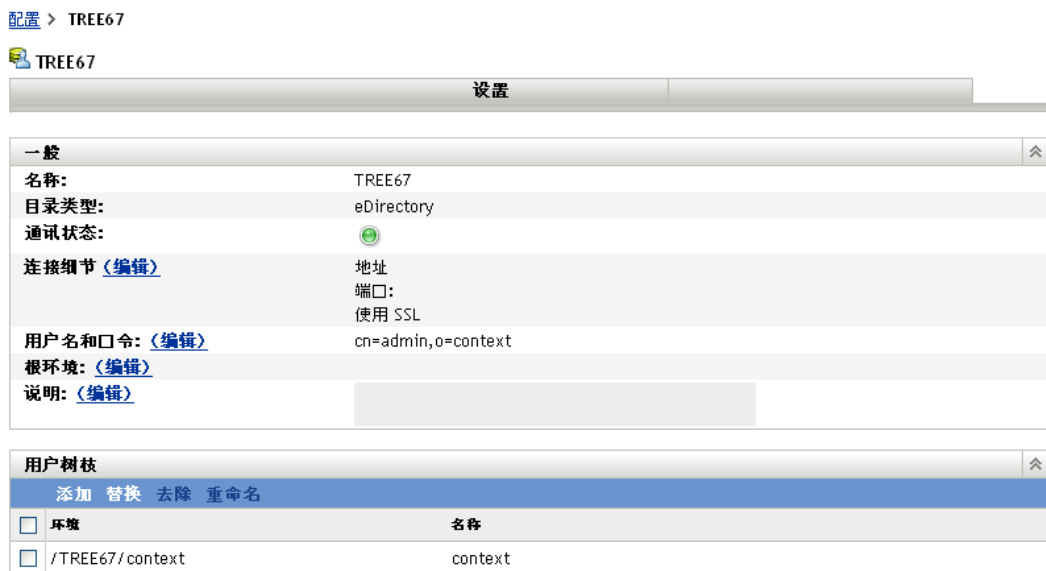 配置 > TREE67
TREE67
设置
一般
名称: TREE67
目录类型: eDirectory
通讯状态:
连接细节 (编辑) 地址
端口:
使用 SSL
用户名和口令: (编辑) cn=admin,o=context
根环境: (编辑)
说明: (编辑)
用户树枝
添加 替换 去除 重命名
环境 名称
/TREE67/context context